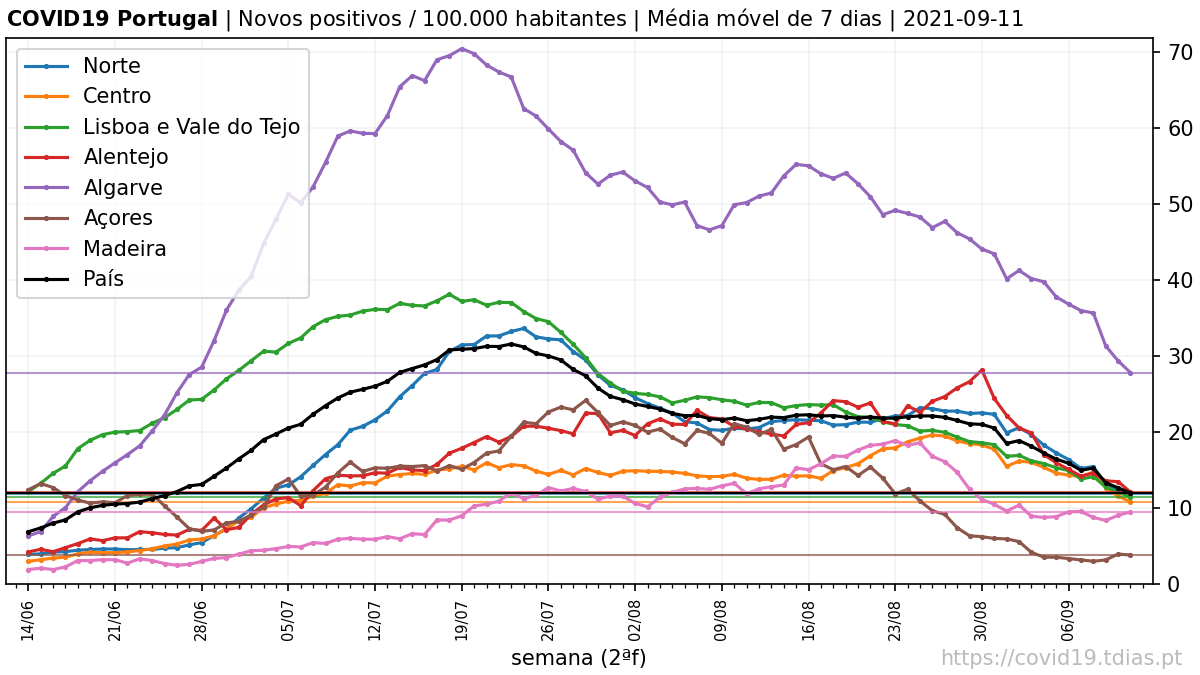 COVID19 Portugal | Novos positivos / 100.000 habitantes | Média móvel de 7 dias | 2021-09-11
Norte
Centro
Lisboa e Vale do Tejo
Alentejo
Algarve
Açores
Madeira
País
70
60
50
40
30
20
10
0
14/06
21/06
28/06
05/07
12/07
19/07
26/07
02/08
09/08
16/08
23/08
30/08
06/09
semana (2ªf)
https://covid19.tdias.pt